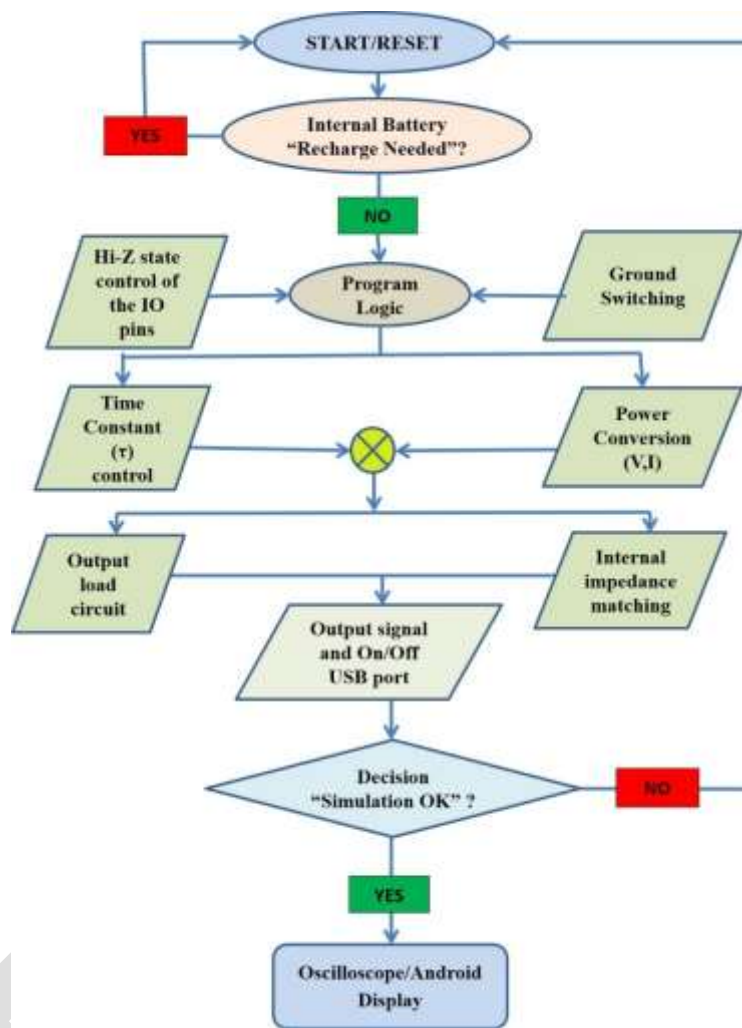 START/RESET
YES
Internal Battery
“Recharge Needed”?
NO
Hi-Z state
control of
the IO
pins
Program
Logic
Ground
Switching
Time
Constant
(τ)
control
Power
Conversion
(V,I)
Output
load
circuit
Internal
impedance
matching
Output signal
and On/Off
USB port
Decision
“Simulation OK” ?
NO
YES
Oscilloscope/Android
Display